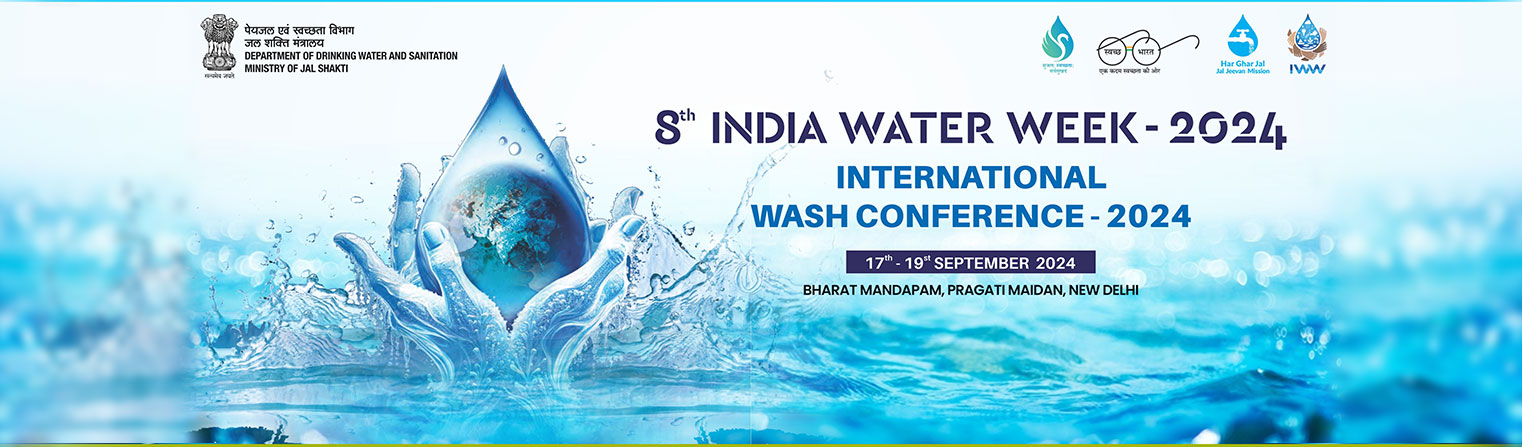 पेयजल एवं स्वच्छता विभाग
जल शक्ति मंत्रालय
DEPARTMENT OF DRINKING WATER AND SANITATION
MINISTRY OF JAL SHAKTI
सत्यमेव जयते
स्वच्छ भारत
एक कदम स्वच्छता की ओर
Har Ghar Jal
Jal Jeevan Mission
IWW
8th INDIA WATER WEEK - 2024
INTERNATIONAL
WASH CONFERENCE - 2024
17th - 19st SEPTEMBER 2024
BHARAT MANDAPAM, PRAGATI MAIDAN, NEW DELHI